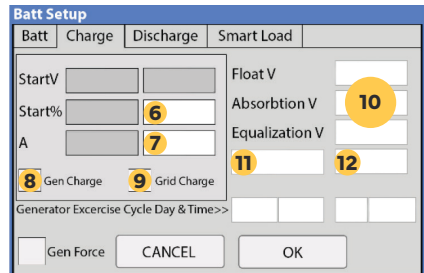 Batt Setup
Batt Charge Discharge Smart Load
StartV
Float V
Start% 6
Absorbtion V 10
A 7
Equalization V
11 12
8 Gen Charge 9 Grid Charge
Generator Excercise Cycle Day & Time>>
Gen Force CANCEL OK